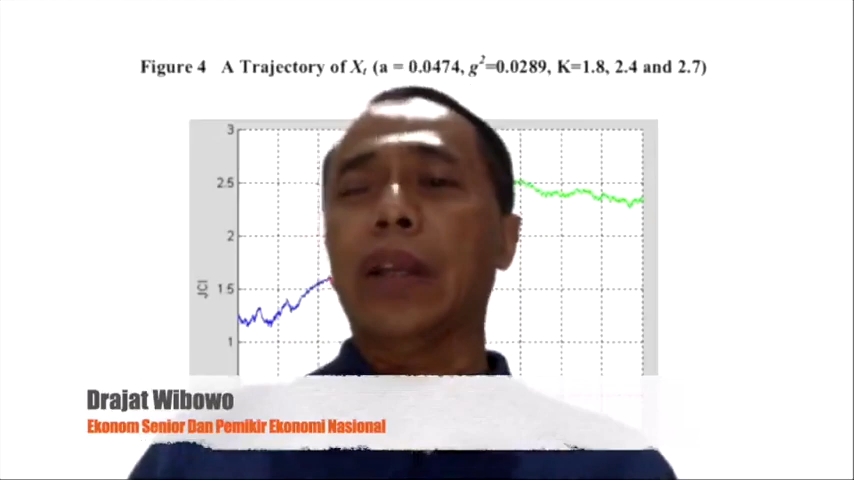 Figure 4 A Trajectory of Xt (a = 0.0474, g²=0.0289, K=1.8, 2.4 and 2.7)
3
2.5
2
1.5
1
JCI
Drajat Wibowo
Ekonom Senior Dan Pemikir Ekonomi Nasional